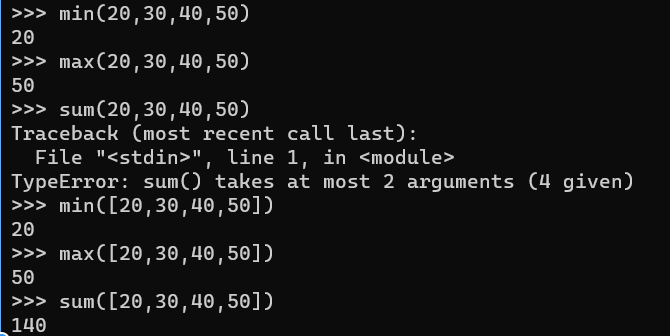 >>> min(20,30,40,50)
20
>>> max(20,30,40,50)
50
>>> sum(20,30,40,50)
Traceback (most recent call last):
  File "<stdin>", line 1, in <module>
TypeError: sum() takes at most 2 arguments (4 given)
>>> min([20,30,40,50])
20
>>> max([20,30,40,50])
50
>>> sum([20,30,40,50])
140